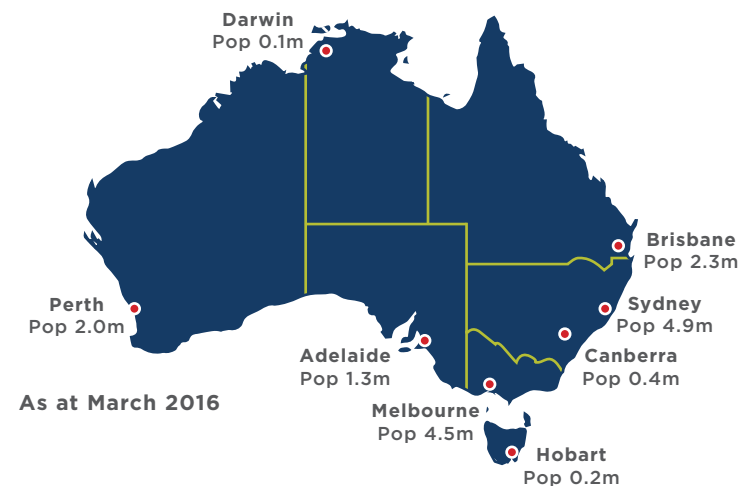 Darwin
Pop 0.1m
Brisbane
Pop 2.3m
Perth
Pop 2.0m
Sydney
Pop 4.9m
Adelaide
Pop 1.3m
Canberra
Pop 0.4m
As at March 2016
Melbourne
Pop 4.5m
Hobart
Pop 0.2m